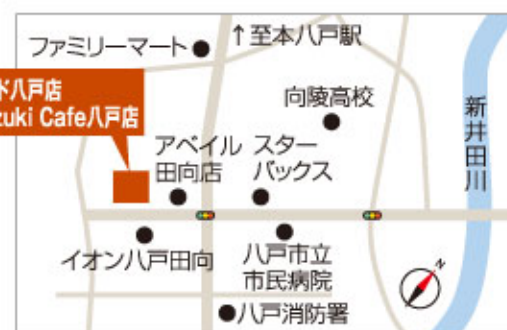 ファミリーマート
↑至本八戸駅
ド八戸店
zuki Cafe八戸店
向陵高校
新井田川
アベイル
田向店
スター
バックス
イオン八戸田向
八戸市立
市民病院
N
八戸消防署